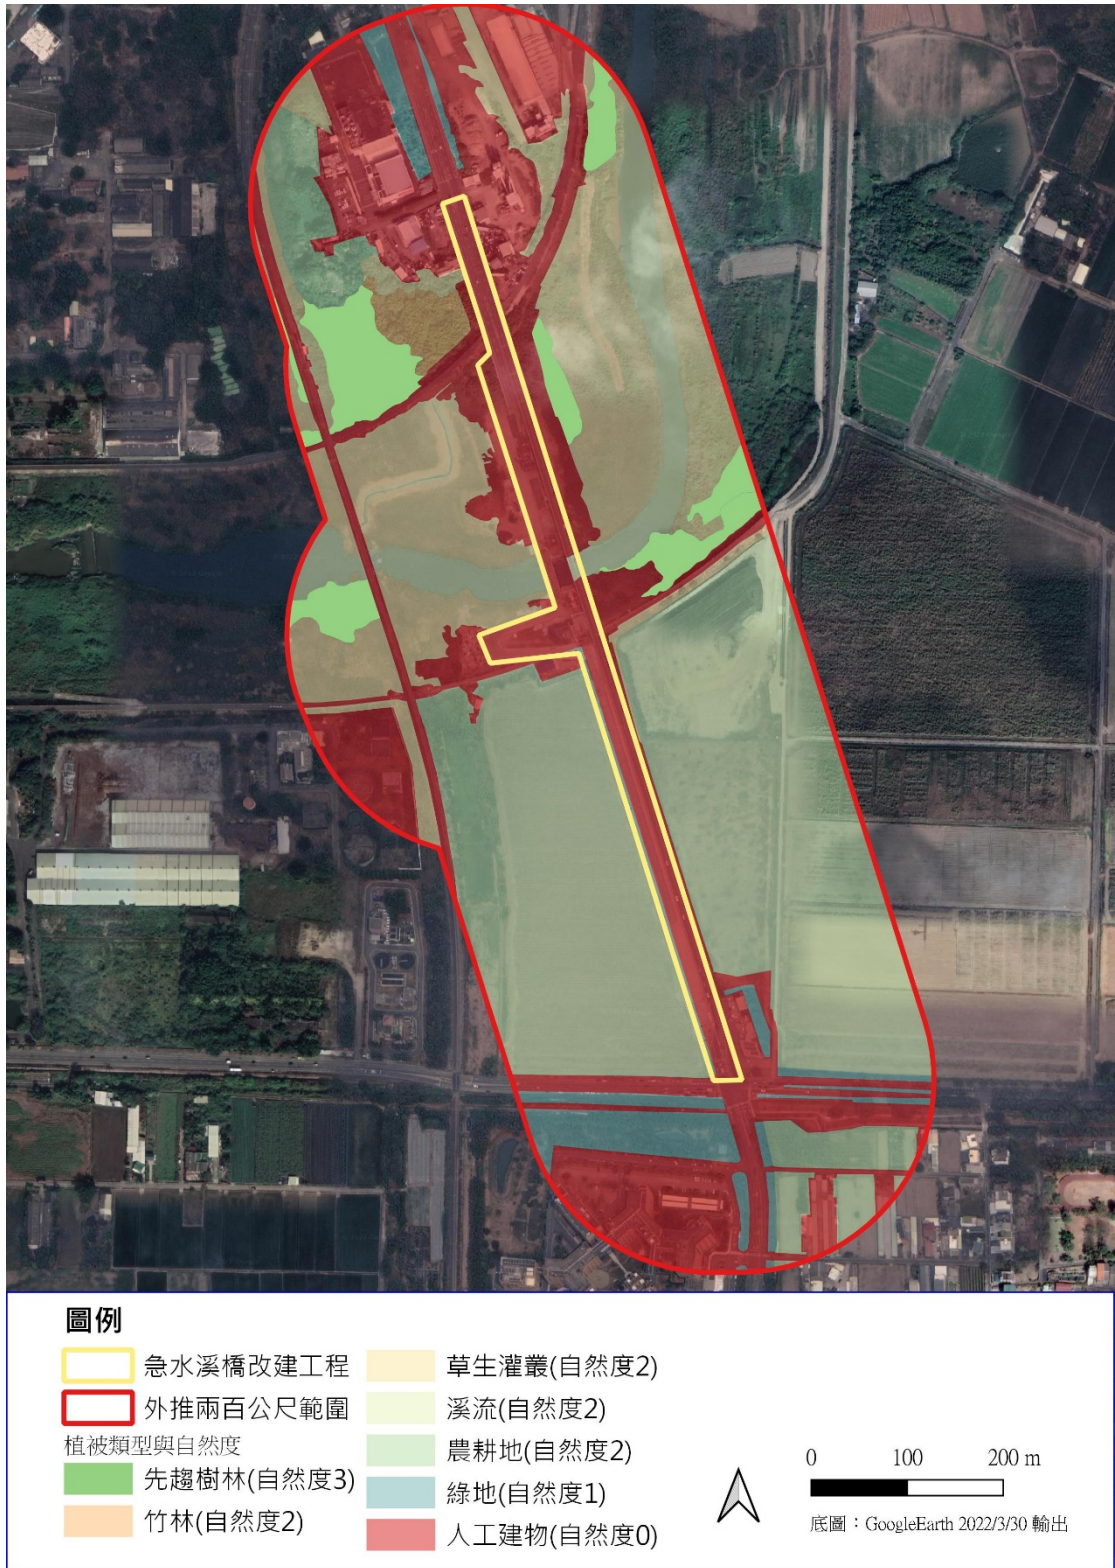 圖例
急水溪橋改建工程
外推兩百公尺範圍
植被類型與自然度
先趨樹林(自然度3)
竹林(自然度2)
草生灌叢(自然度2)
溪流(自然度2)
農耕地(自然度2)
綠地(自然度1)
人工建物(自然度0)
0 100 200 m
底圖：GoogleEarth 2022/3/30 輸出